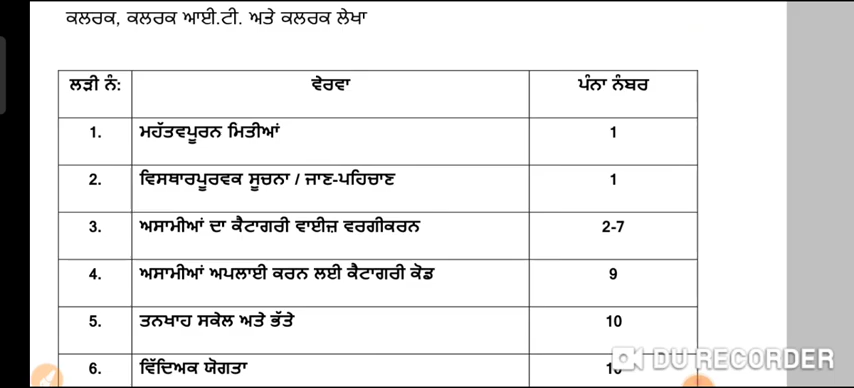 ਕਲਰਕ, ਕਲਰਕ ਆਈ.ਟੀ. ਅਤੇ ਕਲਰਕ ਲੇਖਾ
ਲੜੀ ਨੰ: ਵੇਰਵਾ ਪੰਨਾ ਨੰਬਰ
1. ਮਹੱਤਵਪੂਰਨ ਮਿਤੀਆਂ 1
2. ਵਿਸਥਾਰਪੂਰਵਕ ਸੂਚਨਾ / ਜਾਣ-ਪਹਿਚਾਣ 1
3. ਅਸਾਮੀਆਂ ਦਾ ਕੈਟਾਗਰੀ ਵਾਈਜ਼ ਵਰਗੀਕਰਨ 2-7
4. ਅਸਾਮੀਆਂ ਅਪਲਾਈ ਕਰਨ ਲਈ ਕੈਟਾਗਰੀ ਕੋਡ 9
5. ਤਨਖਾਹ ਸਕੇਲ ਅਤੇ ਭੱਤੇ 10
6. ਵਿੱਦਿਅਕ ਯੋਗਤਾ
DU RECORDER